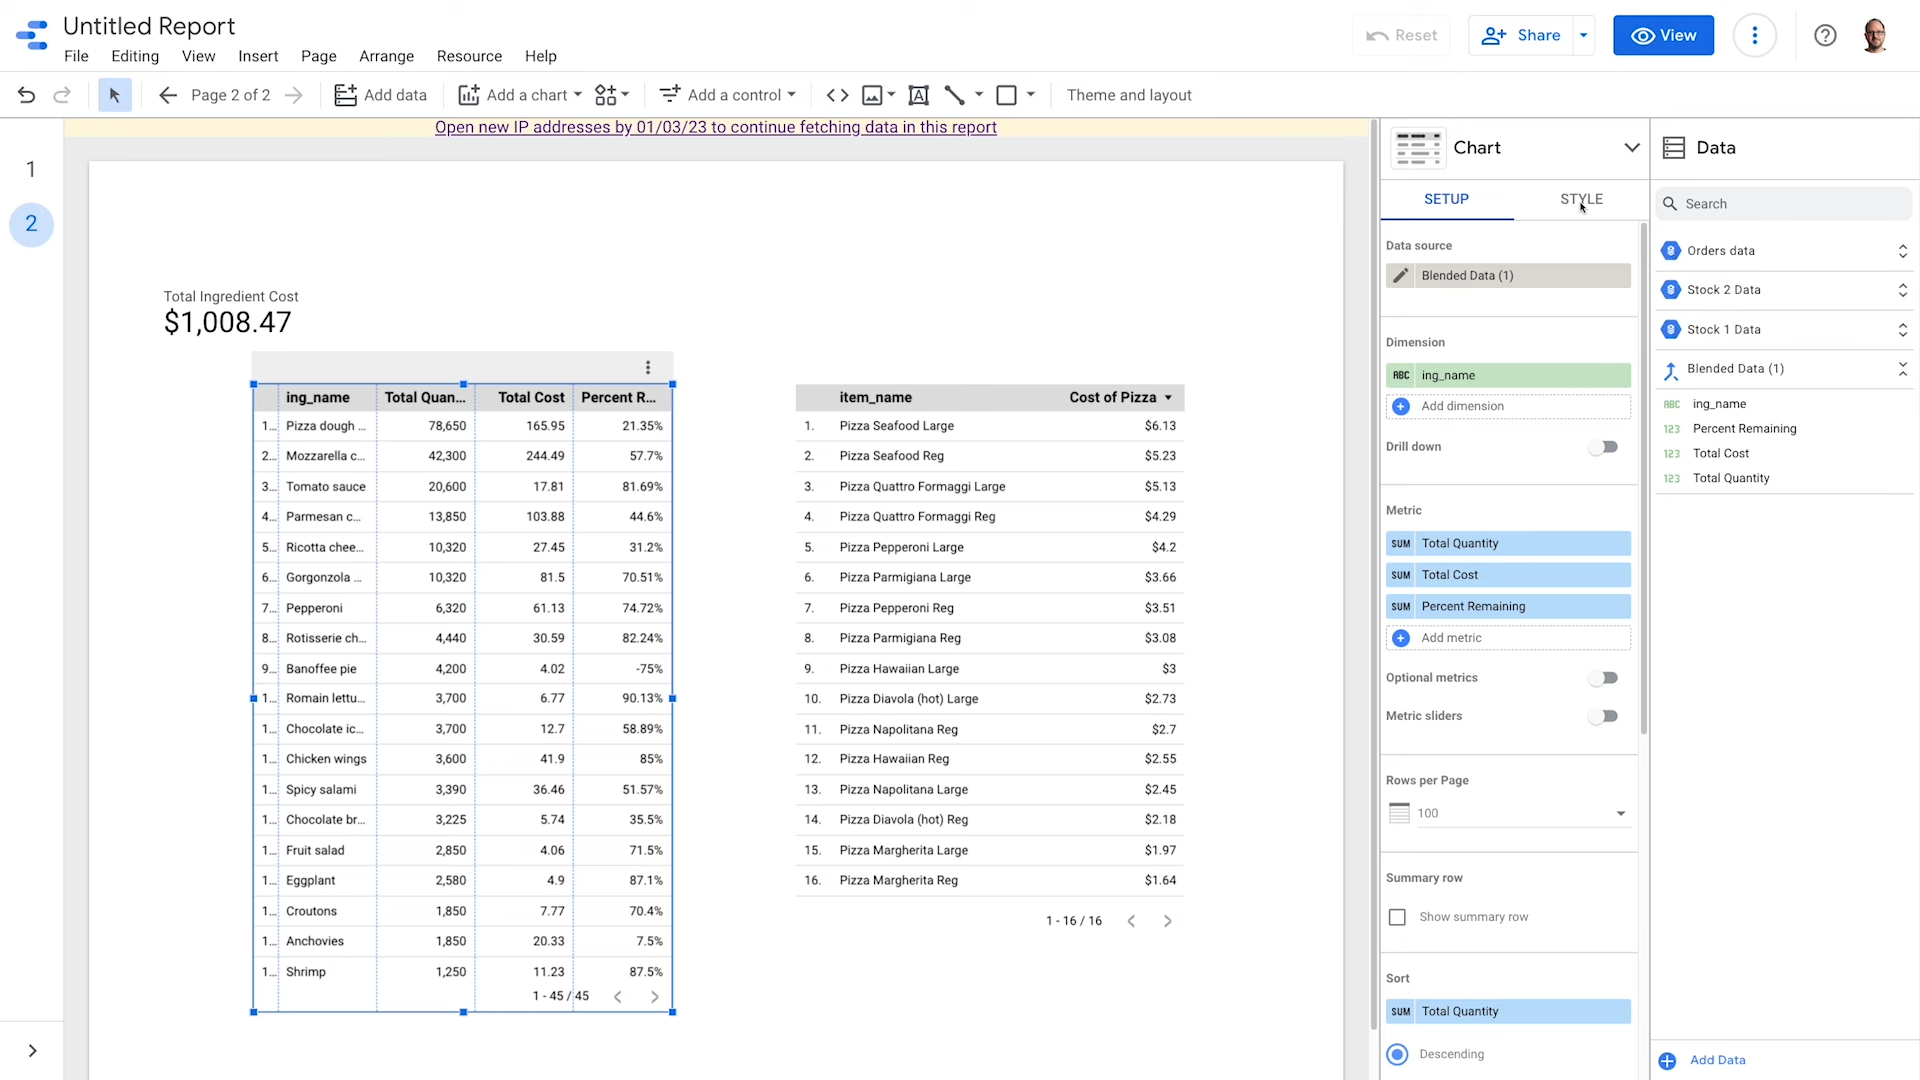 Untitled Report
File Editing View Insert Page Arrange Resource Help
Reset Share View
Page 2 of 2 Add data Add a chart Add a control Theme and layout
Open new IP addresses by 01/03/23 to continue fetching data in this report
1
2
Total Ingredient Cost
$1,008.47
ing_name Total Quan... Total Cost Percent R...
1... Pizza dough ... 78,650 165.95 21.35%
2... Mozzarella c... 42,300 244.49 57.7%
3... Tomato sauce 20,600 17.81 81.69%
4... Parmesan c... 13,850 103.88 44.6%
5... Ricotta chee... 10,320 27.45 31.2%
6... Gorgonzola ... 10,320 81.5 70.51%
7... Pepperoni 6,320 61.13 74.72%
8... Rotisserie ch... 4,440 30.59 82.24%
9... Banoffee pie 4,200 4.02 -75%
1... Romain lettu... 3,700 6.77 90.13%
1... Chocolate ic... 3,700 12.7 58.89%
1... Chicken wings 3,600 41.9 85%
1... Spicy salami 3,390 36.46 51.57%
1... Chocolate br... 3,225 5.74 35.5%
1... Fruit salad 2,850 4.06 71.5%
1... Eggplant 2,580 4.9 87.1%
1... Croutons 1,850 7.77 70.4%
1... Anchovies 1,850 20.33 7.5%
1... Shrimp 1,250 11.23 87.5%
1 - 45 / 45
item_name Cost of Pizza
1. Pizza Seafood Large $6.13
2. Pizza Seafood Reg $5.23
3. Pizza Quattro Formaggi Large $5.13
4. Pizza Quattro Formaggi Reg $4.29
5. Pizza Pepperoni Large $4.2
6. Pizza Parmigiana Large $3.66
7. Pizza Pepperoni Reg $3.51
8. Pizza Parmigiana Reg $3.08
9. Pizza Hawaiian Large $3
10. Pizza Diavola (hot) Large $2.73
11. Pizza Napolitana Reg $2.7
12. Pizza Hawaiian Reg $2.55
13. Pizza Napolitana Large $2.45
14. Pizza Diavola (hot) Reg $2.18
15. Pizza Margherita Large $1.97
16. Pizza Margherita Reg $1.64
1 - 16 / 16
Chart
SETUP STYLE
Data source
Blended Data (1)
Dimension
ABC ing_name
Add dimension
Drill down
Metric
SUM Total Quantity
SUM Total Cost
SUM Percent Remaining
Add metric
Optional metrics
Metric sliders
Rows per Page
100
Summary row
Show summary row
Sort
SUM Total Quantity
Descending
Data
Search
Orders data
Stock 2 Data
Stock 1 Data
Blended Data (1)
ABC ing_name
123 Percent Remaining
123 Total Cost
123 Total Quantity
Add Data